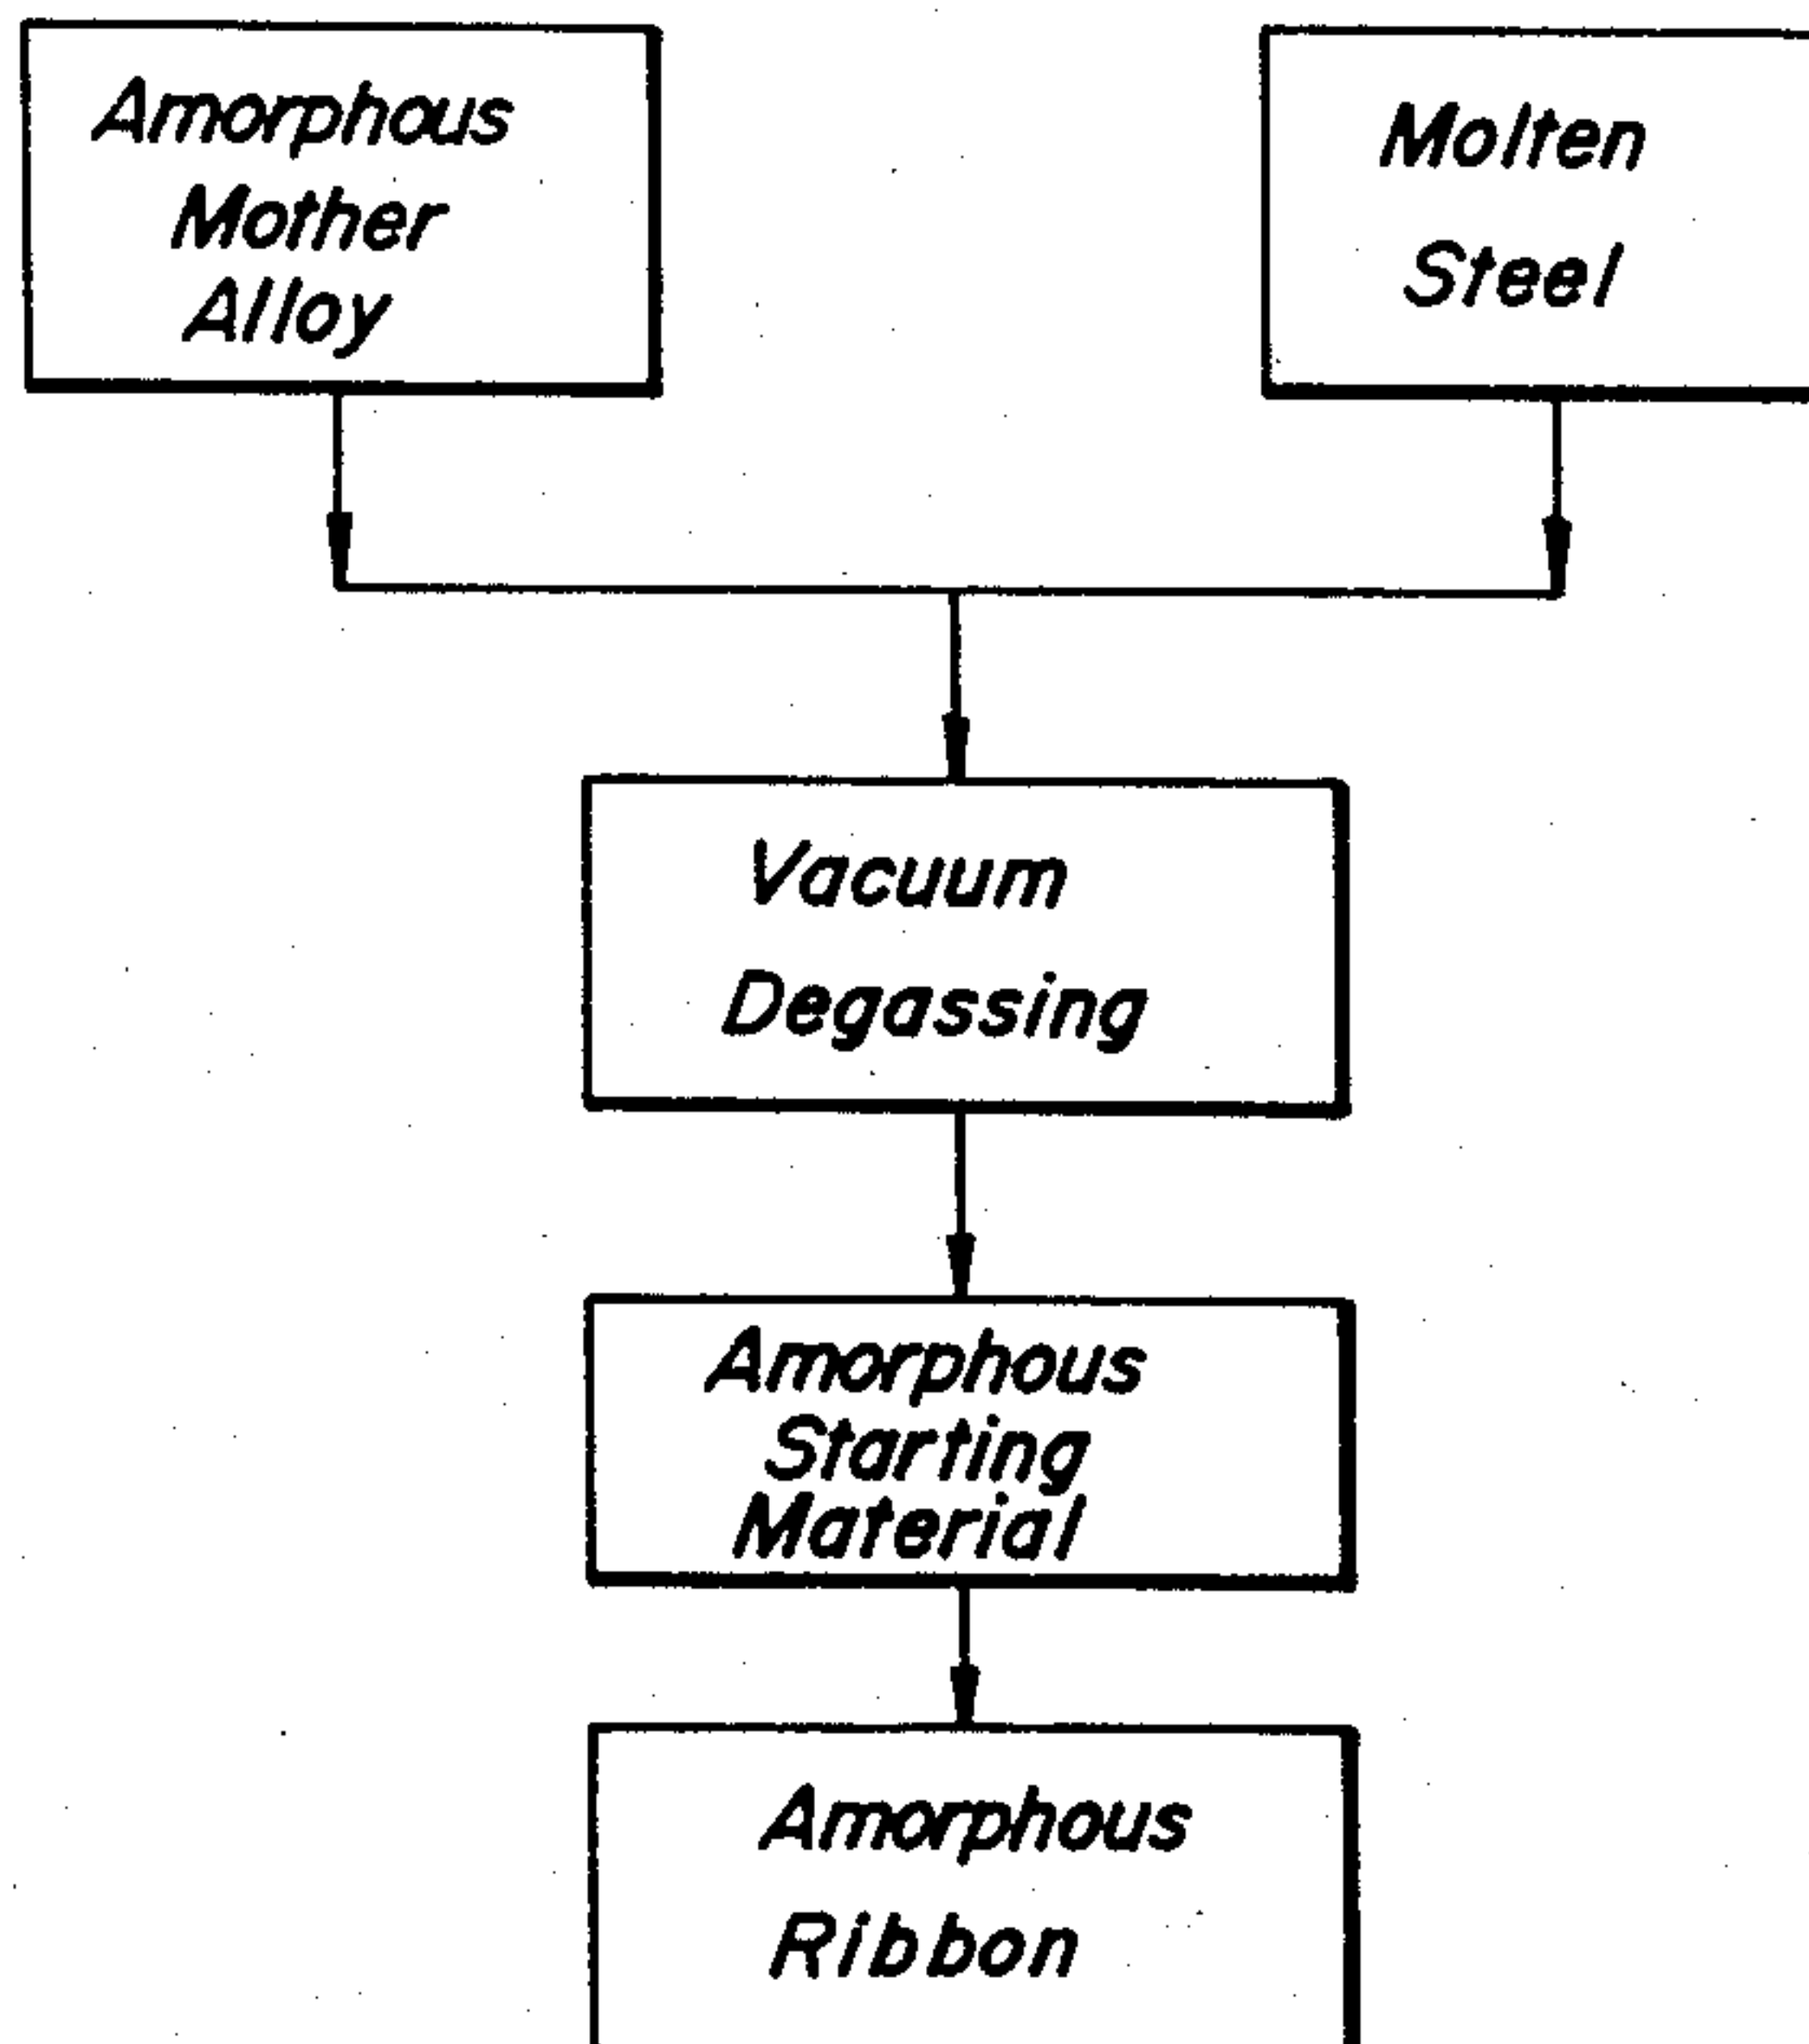 Amorphous
Mother
Alloy
Molten
Steel
Vacuum
Degassing
Amorphous
Starting
Material
Amorphous
Ribbon